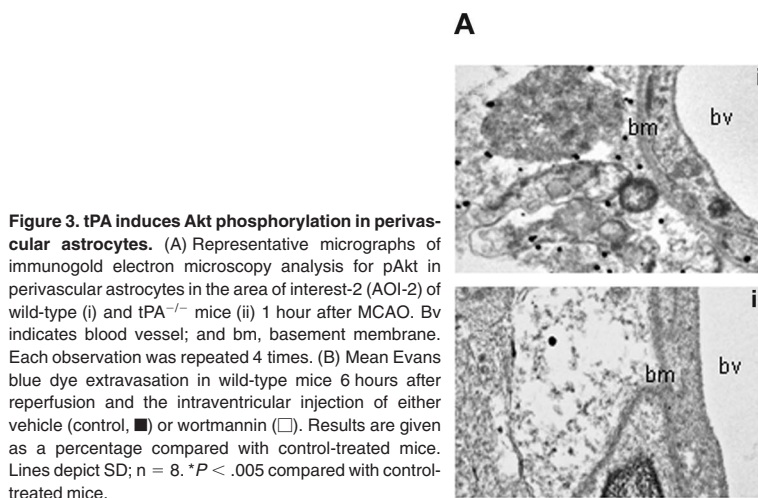 A
i
bm
bv
i
bm
bv
Figure 3. tPA induces Akt phosphorylation in perivas-
cular astrocytes. (A) Representative micrographs of
immunogold electron microscopy analysis for pAkt in
perivascular astrocytes in the area of interest-2 (AOI-2) of
wild-type (i) and tPA−/− mice (ii) 1 hour after MCAO. Bv
indicates blood vessel; and bm, basement membrane.
Each observation was repeated 4 times. (B) Mean Evans
blue dye extravasation in wild-type mice 6 hours after
reperfusion and the intraventricular injection of either
vehicle (control, ■) or wortmannin (□). Results are given
as a percentage compared with control-treated mice.
Lines depict SD; n = 8. *P < .005 compared with control-
treated mice.